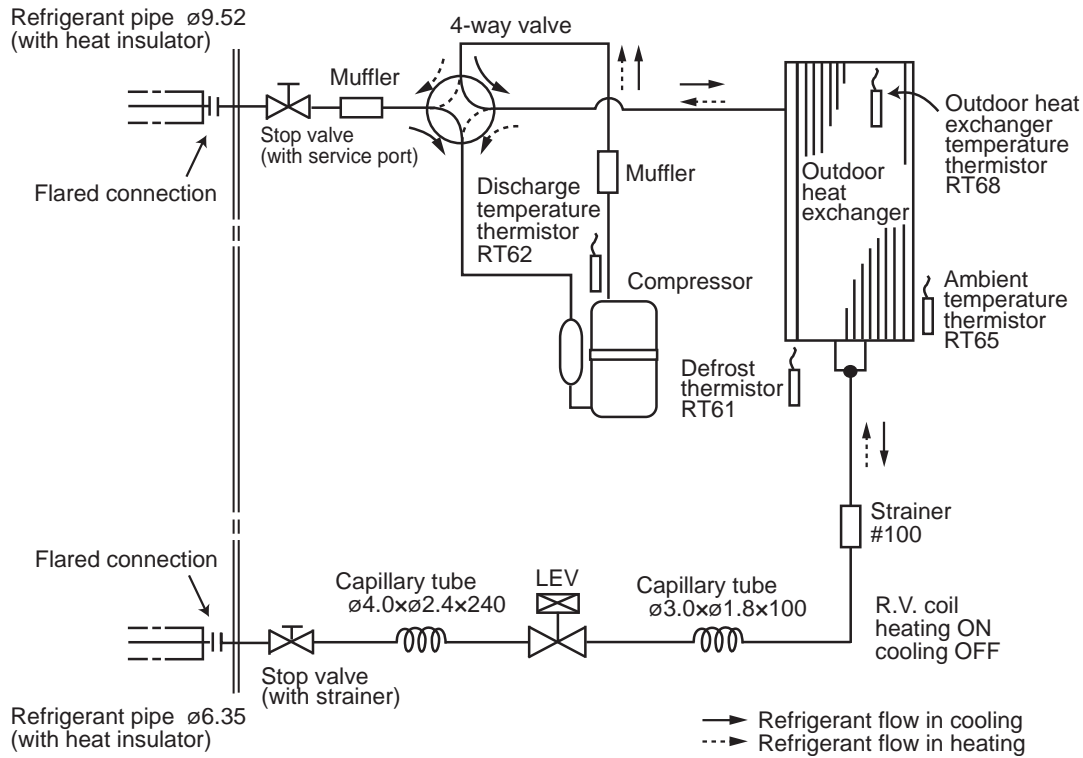 Refrigerant pipe ø9.52
(with heat insulator)
4-way valve
Muffler
Stop valve
(with service port)
Flared connection
Outdoor heat
exchanger
temperature
thermistor
RT68
Outdoor
heat
exchanger
Muffler
Discharge
temperature
thermistor
RT62
Compressor
Ambient
temperature
thermistor
RT65
Defrost
thermistor
RT61
Strainer
#100
Flared connection
Capillary tube
ø4.0×ø2.4×240
LEV
Capillary tube
ø3.0×ø1.8×100
R.V. coil
heating ON
cooling OFF
Stop valve
(with strainer)
Refrigerant pipe ø6.35
(with heat insulator)
Refrigerant flow in cooling
Refrigerant flow in heating